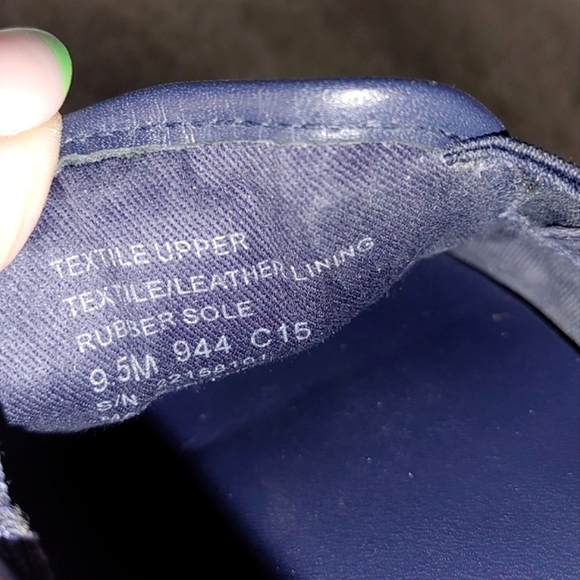 TEXTILE UPPER
TEXTILE/LEATHER LINING
RUBBER SOLE
9.5M 944 C15
S/N